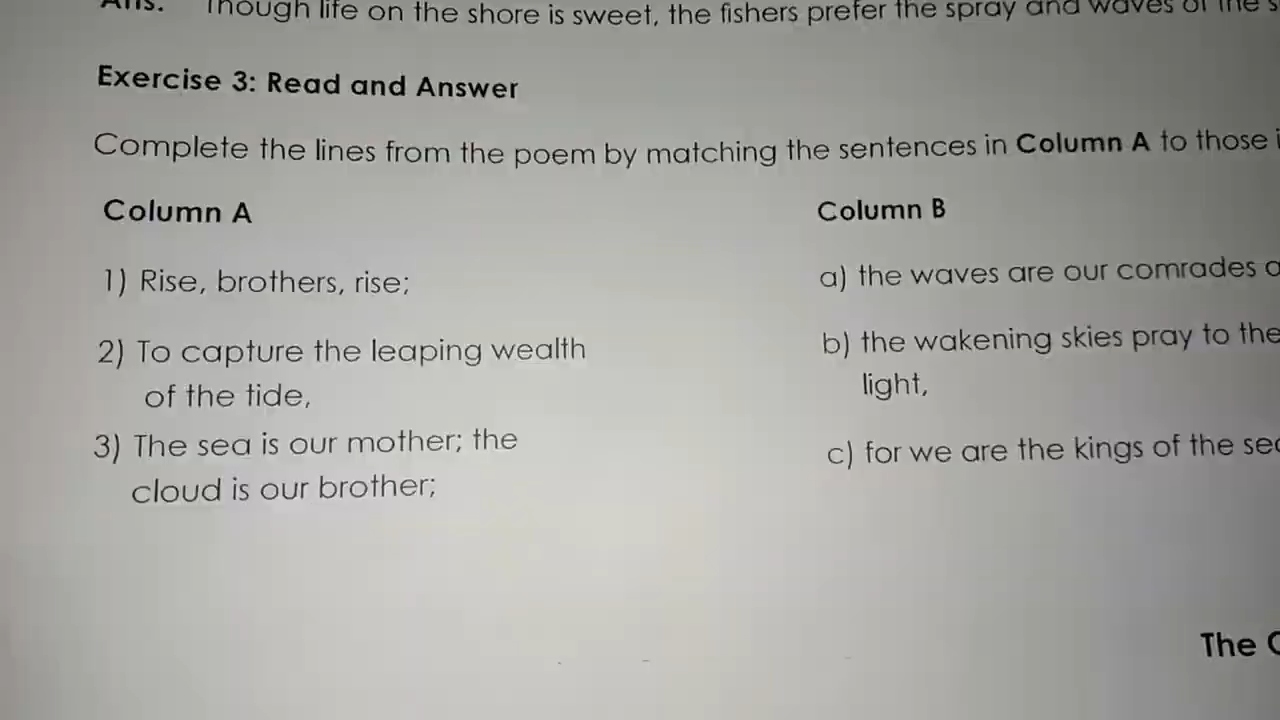 Ans. Though life on the shore is sweet, the fishers prefer the spray and waves of the
Exercise 3: Read and Answer
Complete the lines from the poem by matching the sentences in Column A to those
Column A
Column B
1) Rise, brothers, rise;
a) the waves are our comrades
2) To capture the leaping wealth
of the tide,
b) the wakening skies pray to the
light,
3) The sea is our mother; the
cloud is our brother;
c) for we are the kings of the
The